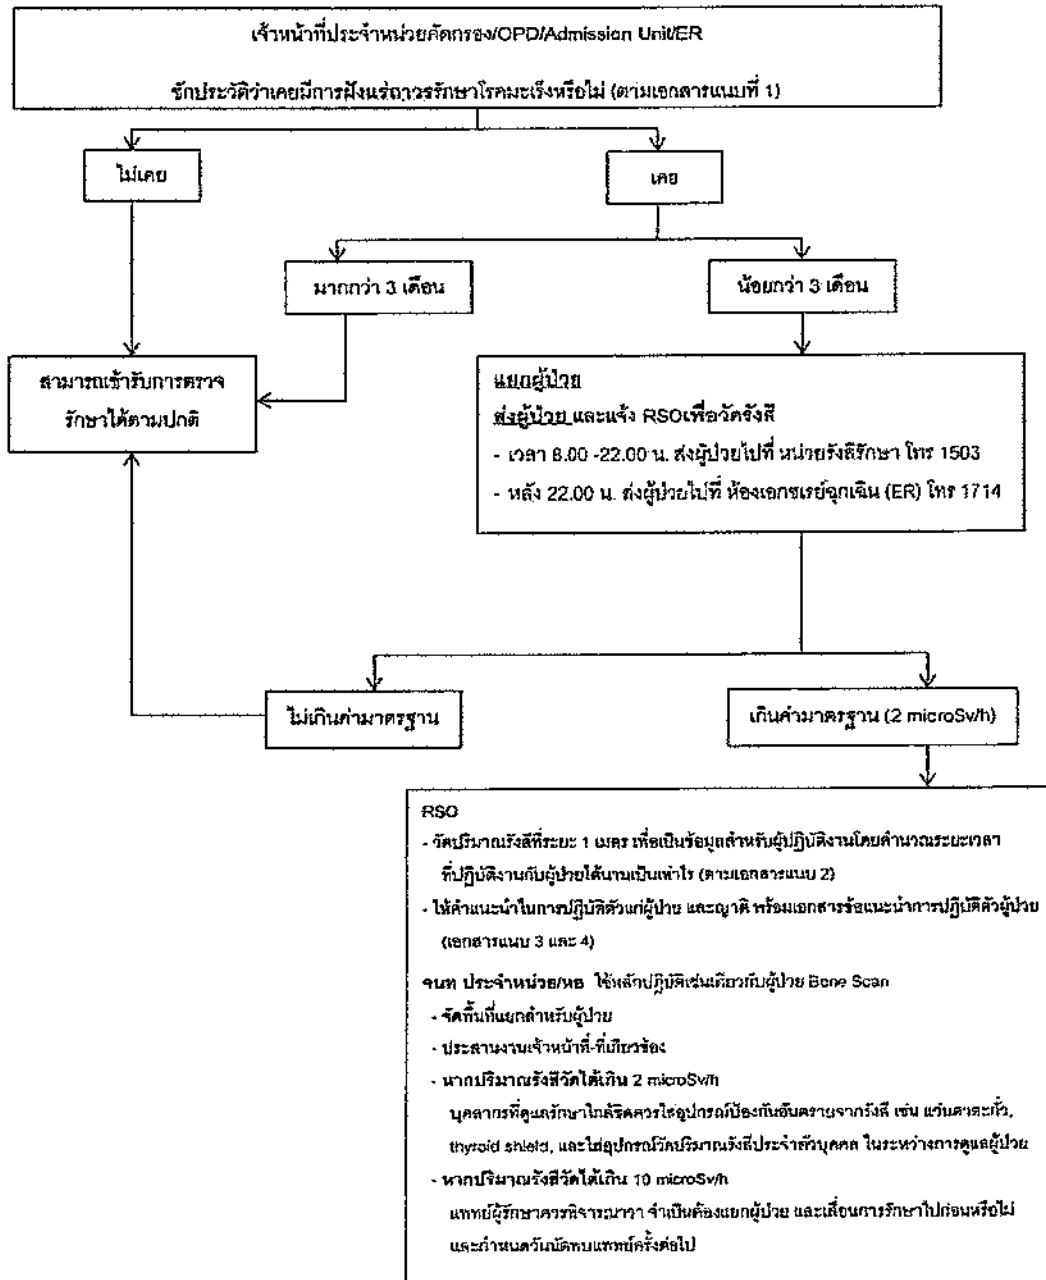 เจ้าหน้าที่ประจำหน่วยคัดกรอง/OPD/Admission Unit/ER
ซักประวัติว่าเคยมีการฝังแร่ถาวรรักษาโรคมะเร็งหรือไม่ (ตามเอกสารแนบที่ 1)
ไม่เคย
เคย
มากกว่า 3 เดือน
น้อยกว่า 3 เดือน
สามารถเข้ารับการตรวจ
รักษาได้ตามปกติ
แยกผู้ป่วย
ส่งผู้ป่วย และแจ้ง RSOเพื่อวัดรังสี
- เวลา 8.00 -22.00 น. ส่งผู้ป่วยไปที่ หน่วยรังสีรักษา โทร 1503
- หลัง 22.00 น. ส่งผู้ป่วยไปที่ ห้องเอกซเรย์ฉุกเฉิน (ER) โทร 1714
ไม่เกินค่ามาตรฐาน
เกินค่ามาตรฐาน (2 microSv/h)
RSO
- วัดปริมาณรังสีที่ระยะ 1 เมตร เพื่อเป็นข้อมูลสำหรับผู้ปฏิบัติงานโดยคำนวณระยะเวลา
ที่ปฏิบัติงานกับผู้ป่วยได้นานเป็นเท่าไร (ตามเอกสารแนบ 2)
- ให้คำแนะนำในการปฏิบัติตัวแก่ผู้ป่วย และญาติ พร้อมเอกสารข้อแนะนำการปฏิบัติตัวผู้ป่วย
(เอกสารแนบ 3 และ 4)
จนท ประจำหน่วย/หอ ใช้หลักปฏิบัติเช่นเดียวกับผู้ป่วย Bone Scan
- จัดพื้นที่แยกสำหรับผู้ป่วย
- ประสานงานเจ้าหน้าที่-ที่เกี่ยวข้อง
- หากปริมาณรังสีวัดได้เกิน 2 microSv/h
บุคลากรที่ดูแลรักษาใกล้ชิดควรใส่อุปกรณ์ป้องกันอันตรายจากรังสี เช่น แว่นตาตะกั่ว,
thyroid shield, และใส่อุปกรณ์วัดปริมาณรังสีประจำตัวบุคคล ในระหว่างการดูแลผู้ป่วย
- หากปริมาณรังสีวัดได้เกิน 10 microSv/h
แพทย์ผู้รักษาควรพิจารณาว่า จำเป็นต้องแยกผู้ป่วย และเลื่อนการรักษาไปก่อนหรือไม่
และกำหนดวันนัดพบแพทย์ครั้งต่อไป